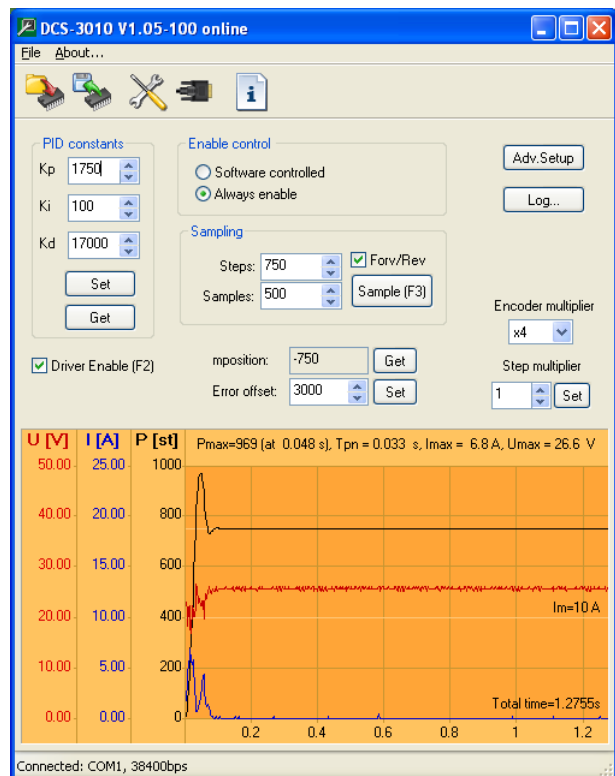 DCS-3010 V1.05-100 online
File About...
PID constants
Kp 1750
Ki 100
Kd 17000
Set
Get
Enable control
Software controlled
Always enable
Adv.Setup
Log...
Sampling
Steps: 750
Forv/Rev
Samples: 500
Sample (F3)
Encoder multiplier
x4
Driver Enable (F2)
mposition: -750 Get
Error offset: 3000 Set
Step multiplier
1 Set
U [V] I [A] P [st] Pmax=969 (at 0.048 s), Tpn = 0.033 s, Imax = 6.8 A, Umax = 26.6 V
50.00 25.00 1000
40.00 20.00 800
30.00 15.00 600
20.00 10.00 400
Im=10 A
10.00 5.00 200
Total time=1.2755s
0.00 0.00 0
0.2 0.4 0.6 0.8 1 1.2
Connected: COM1, 38400bps